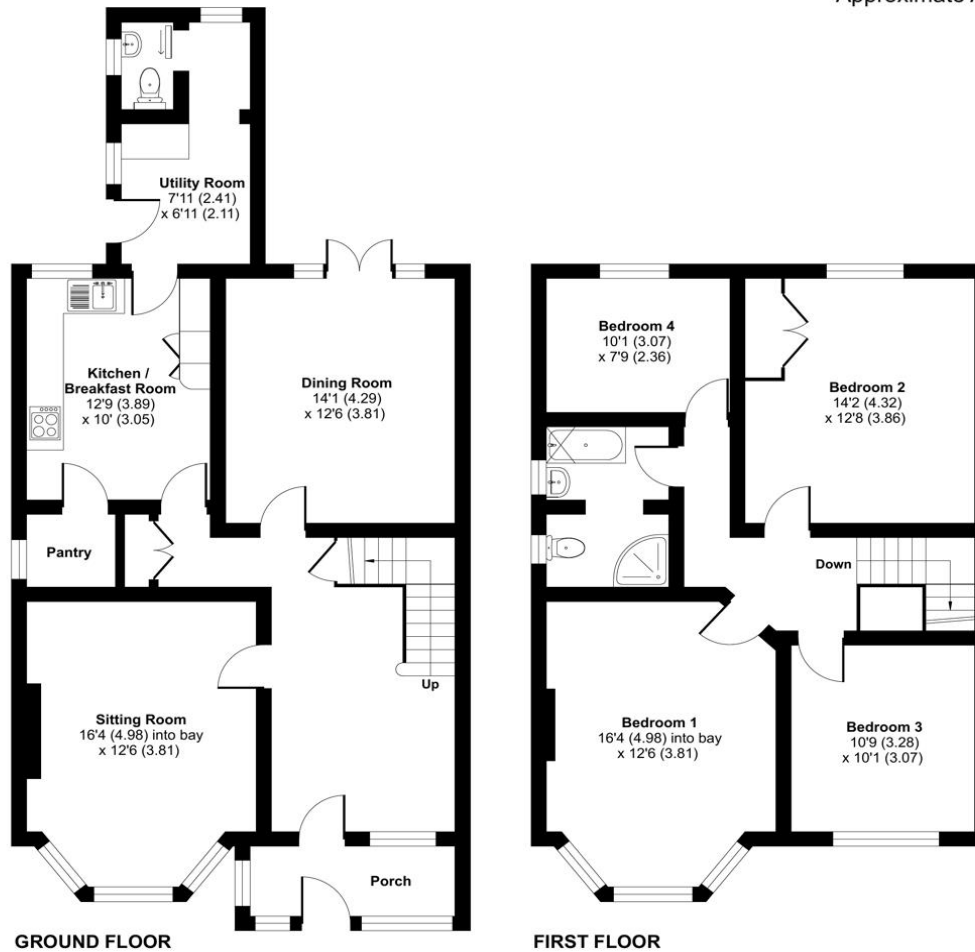 Approximate
Utility Room
7'11 (2.41)
x 6'11 (2.11)
Kitchen /
Breakfast Room
12'9 (3.89)
x 10' (3.05)
Dining Room
14'1 (4.29)
x 12'6 (3.81)
Pantry
Sitting Room
16'4 (4.98) into bay
x 12'6 (3.81)
Up
Porch
GROUND FLOOR
Bedroom 4
10'1 (3.07)
x 7'9 (2.36)
Bedroom 2
14'2 (4.32)
x 12'8 (3.86)
Down
Bedroom 1
16'4 (4.98) into bay
x 12'6 (3.81)
Bedroom 3
10'9 (3.28)
x 10'1 (3.07)
FIRST FLOOR